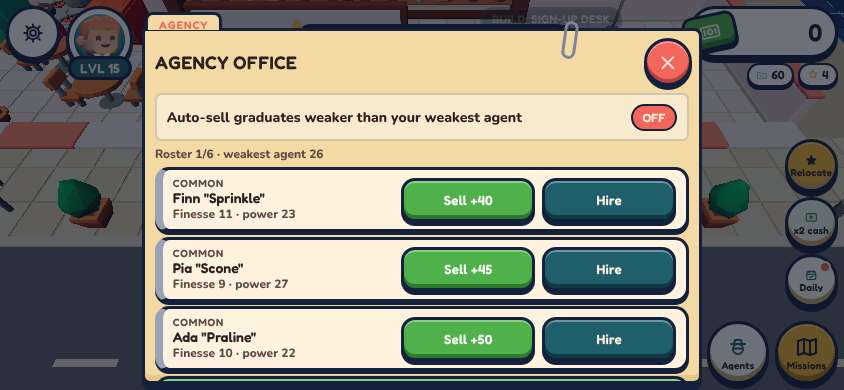 AGENCY
BUILD: SIGN-UP DESK
LVL 15
AGENCY OFFICE
0
60
4
Auto-sell graduates weaker than your weakest agent
OFF
Roster 1/6 · weakest agent 26
COMMON
Finn "Sprinkle"
Finesse 11 · power 23
Sell +40
Hire
COMMON
Pia "Scone"
Finesse 9 · power 27
Sell +45
Hire
COMMON
Ada "Praline"
Finesse 10 · power 22
Sell +50
Hire
Relocate
x2 cash
Daily
Agents
Missions